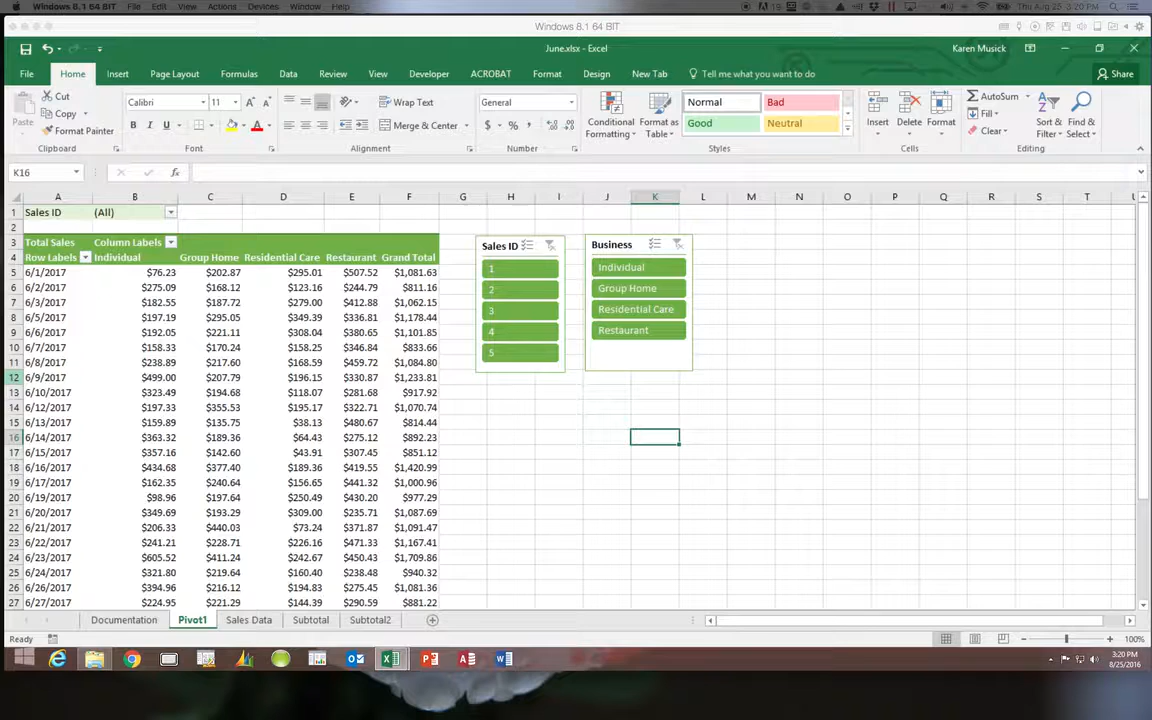 Windows 8.1 64 BIT File Edit View Actions Devices Window Help 19 Thu Aug 25 3:20 PM
Windows 8.1 64 BIT
June.xlsx - Excel Karen Musick
File Home Insert Page Layout Formulas Data Review View Developer ACROBAT Format Design New Tab Tell me what you want to do Share
Paste Cut Copy Format Painter Clipboard
Calibri 11 A A B I U A Font
Wrap Text Merge & Center Alignment
General $ % , Number
Conditional Formatting Format as Table Normal Bad Good Neutral Styles
Insert Delete Format Cells
AutoSum Fill Clear Sort & Filter Find & Select Editing
K16 fx
A B C D E F G H I J K L M N O P Q R S T U
1 Sales ID (All)
2
3 Total Sales Column Labels
4 Row Labels Individual Group Home Residential Care Restaurant Grand Total
5 6/1/2017 $76.23 $202.87 $295.01 $507.52 $1,081.63
6 6/2/2017 $275.09 $168.12 $123.16 $244.79 $811.16
7 6/3/2017 $182.55 $187.72 $279.00 $412.88 $1,062.15
8 6/5/2017 $197.19 $295.05 $349.39 $336.81 $1,178.44
9 6/6/2017 $192.05 $221.11 $308.04 $380.65 $1,101.85
10 6/7/2017 $158.33 $170.24 $158.25 $346.84 $833.66
11 6/8/2017 $238.89 $217.60 $168.59 $459.72 $1,084.80
12 6/9/2017 $499.00 $207.79 $196.15 $330.87 $1,233.81
13 6/10/2017 $323.49 $194.68 $118.07 $281.68 $917.92
14 6/12/2017 $197.33 $355.53 $195.17 $322.71 $1,070.74
15 6/13/2017 $159.89 $135.75 $38.13 $480.67 $814.44
16 6/14/2017 $363.32 $189.36 $64.43 $275.12 $892.23
17 6/15/2017 $357.16 $142.60 $43.91 $307.45 $851.12
18 6/16/2017 $434.68 $377.40 $189.36 $419.55 $1,420.99
19 6/17/2017 $162.35 $240.64 $156.65 $441.32 $1,000.96
20 6/19/2017 $98.96 $197.64 $250.49 $430.20 $977.29
21 6/20/2017 $349.69 $193.29 $309.00 $235.71 $1,087.69
22 6/21/2017 $206.33 $440.03 $73.24 $371.87 $1,091.47
23 6/22/2017 $241.21 $228.71 $226.16 $471.33 $1,167.41
24 6/23/2017 $605.52 $411.24 $242.67 $450.43 $1,709.86
25 6/24/2017 $321.80 $219.64 $160.40 $238.48 $940.32
26 6/26/2017 $394.96 $216.12 $194.83 $275.45 $1,081.36
27 6/27/2017 $224.95 $221.29 $144.39 $290.59 $881.22
Sales ID
1
2
3
4
5
Business
Individual
Group Home
Residential Care
Restaurant
Documentation Pivot1 Sales Data Subtotal Subtotal2
Ready 100%
3:20 PM
8/25/2016